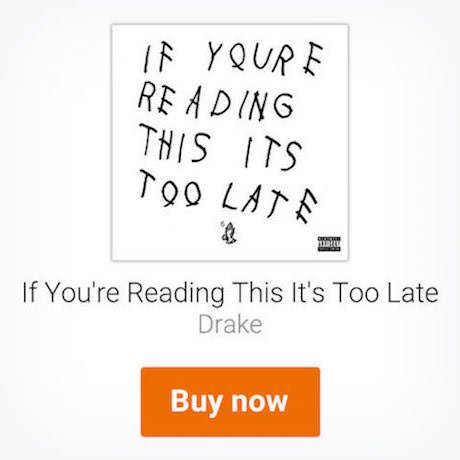 IF YOURE
READING
THIS ITS
TOO LATE
If You're Reading This It's Too Late
Drake
Buy now